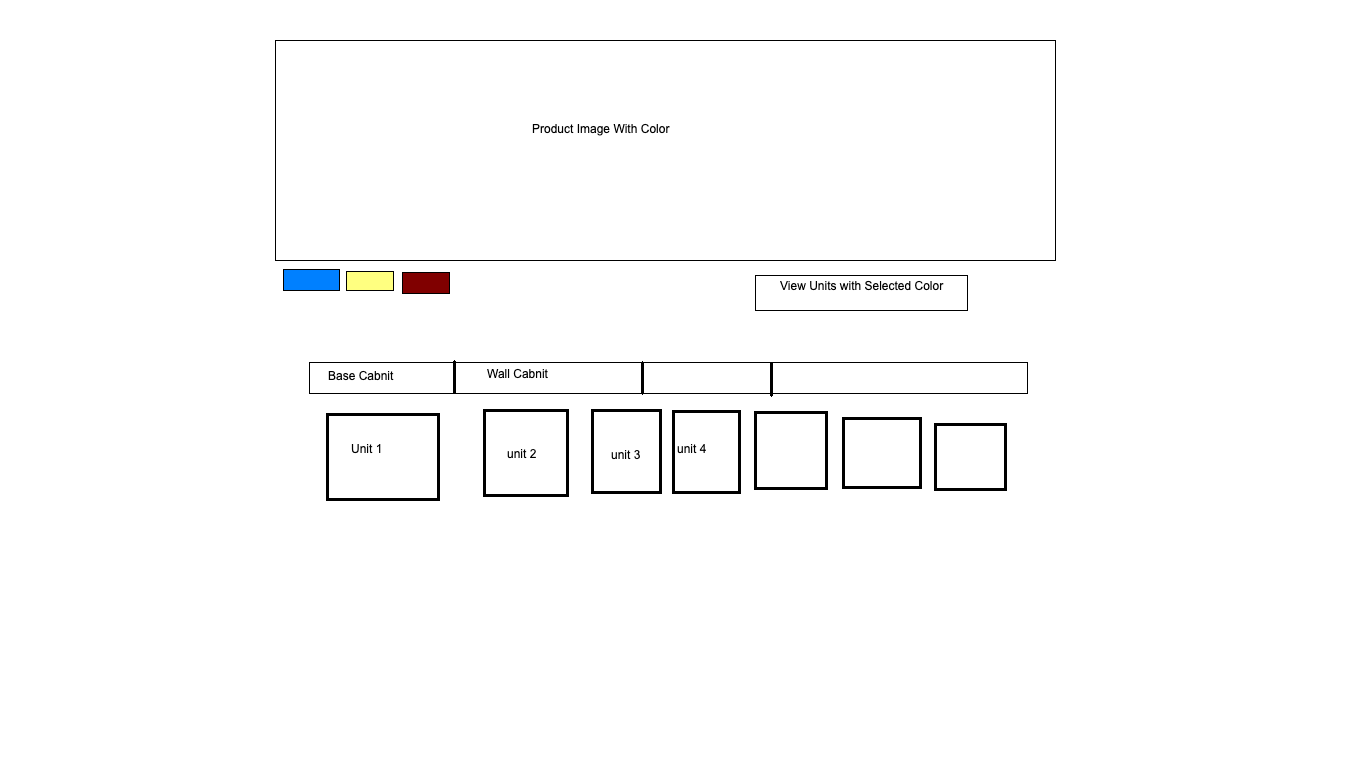 Product Image With Color
View Units with Selected Color
Base Cabnit
Wall Cabnit
Unit 1
unit 2
unit 3
unit 4